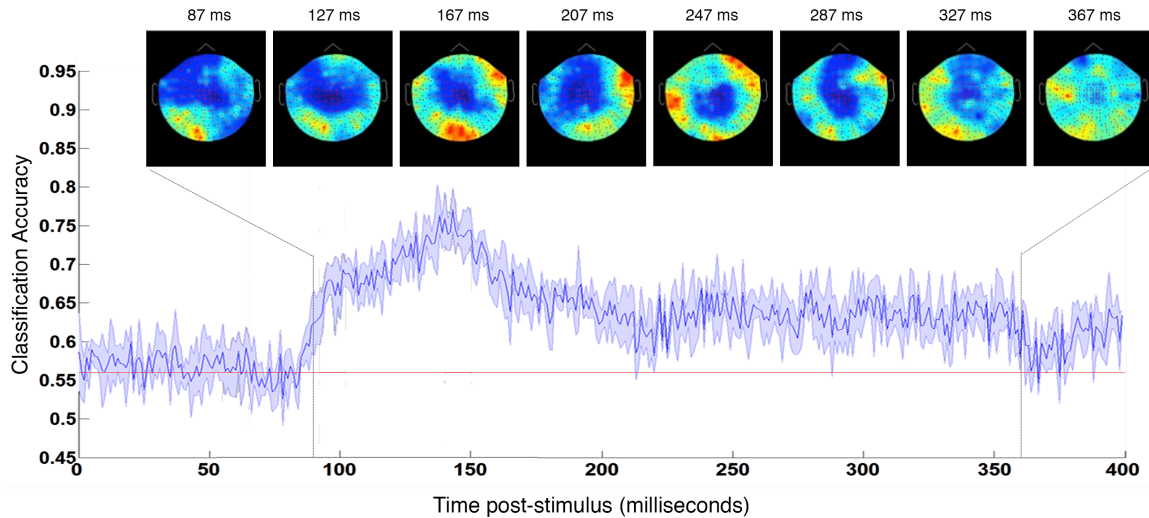 87 ms 127 ms 167 ms 207 ms 247 ms 287 ms 327 ms 367 ms
0.95
0.9
0.85
0.8
0.75
0.7
0.65
0.6
0.55
0.5
0.45
Classification Accuracy
0 50 100 150 200 250 300 350 400
Time post-stimulus (milliseconds)